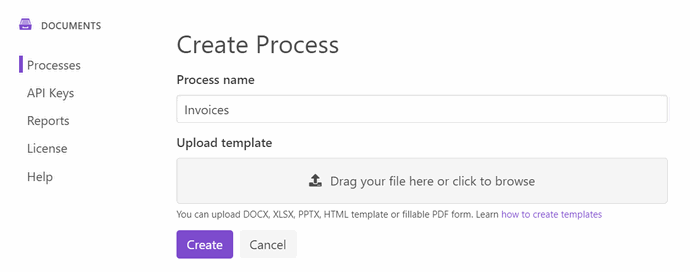 DOCUMENTS
Processes
API Keys
Reports
License
Help
Create Process
Process name
Invoices
Upload template
Drag your file here or click to browse
You can upload DOCX, XLSX, PPTX, HTML template or fillable PDF form. Learn how to create templates
Create Cancel